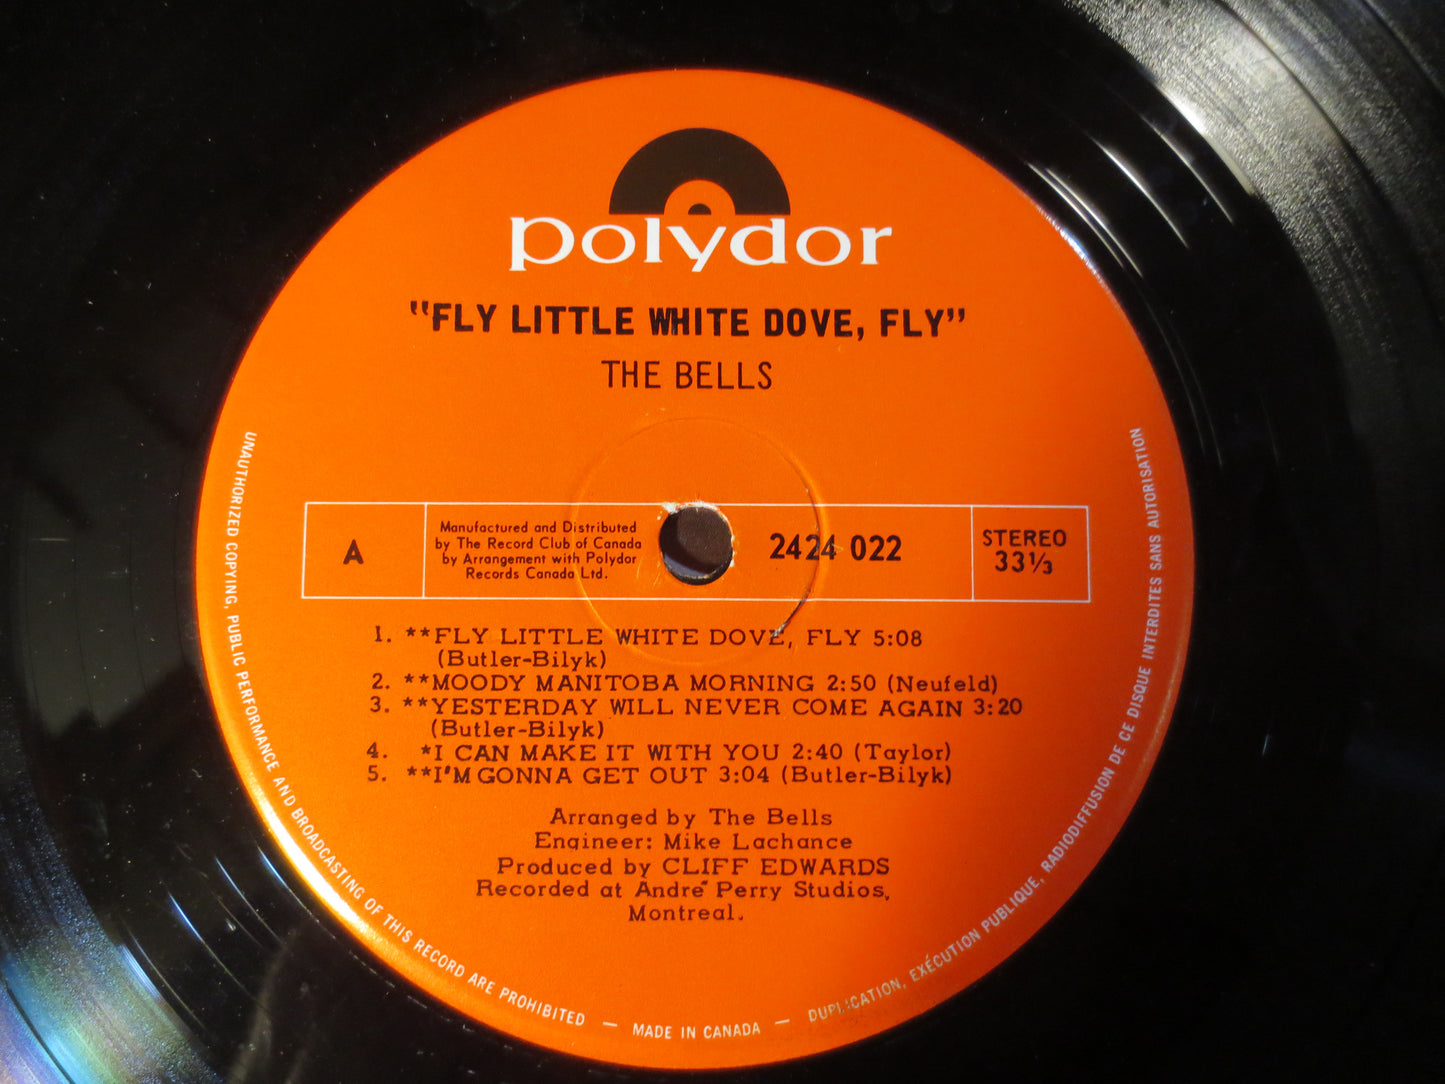 polydor
"FLY LITTLE WHITE DOVE, FLY"
THE BELLS
A
Manufactured and Distributed
by The Record Club of Canada
by Arrangement with Polydor
Records Canada Ltd.
2424 022
STEREO
33⅓
1. **FLY LITTLE WHITE DOVE, FLY 5:08
(Butler-Bilyk)
2. **MOODY MANITOBA MORNING 2:50 (Neufeld)
3. **YESTERDAY WILL NEVER COME AGAIN 3:20
(Butler-Bilyk)
4. *I CAN MAKE IT WITH YOU 2:40 (Taylor)
5. **I'M GONNA GET OUT 3:04 (Butler-Bilyk)
Arranged by The Bells
Engineer: Mike Lachance
Produced by CLIFF EDWARDS
Recorded at André Perry Studios,
Montreal.
UNAUTHORIZED COPYING, PUBLIC PERFORMANCE AND BROADCASTING OF THIS RECORD ARE PROHIBITED — MADE IN CANADA — DUPLICATION, EXÉCUTION PUBLIQUE, RADIODIFFUSION DE CE DISQUE INTERDITES SANS AUTORISATION